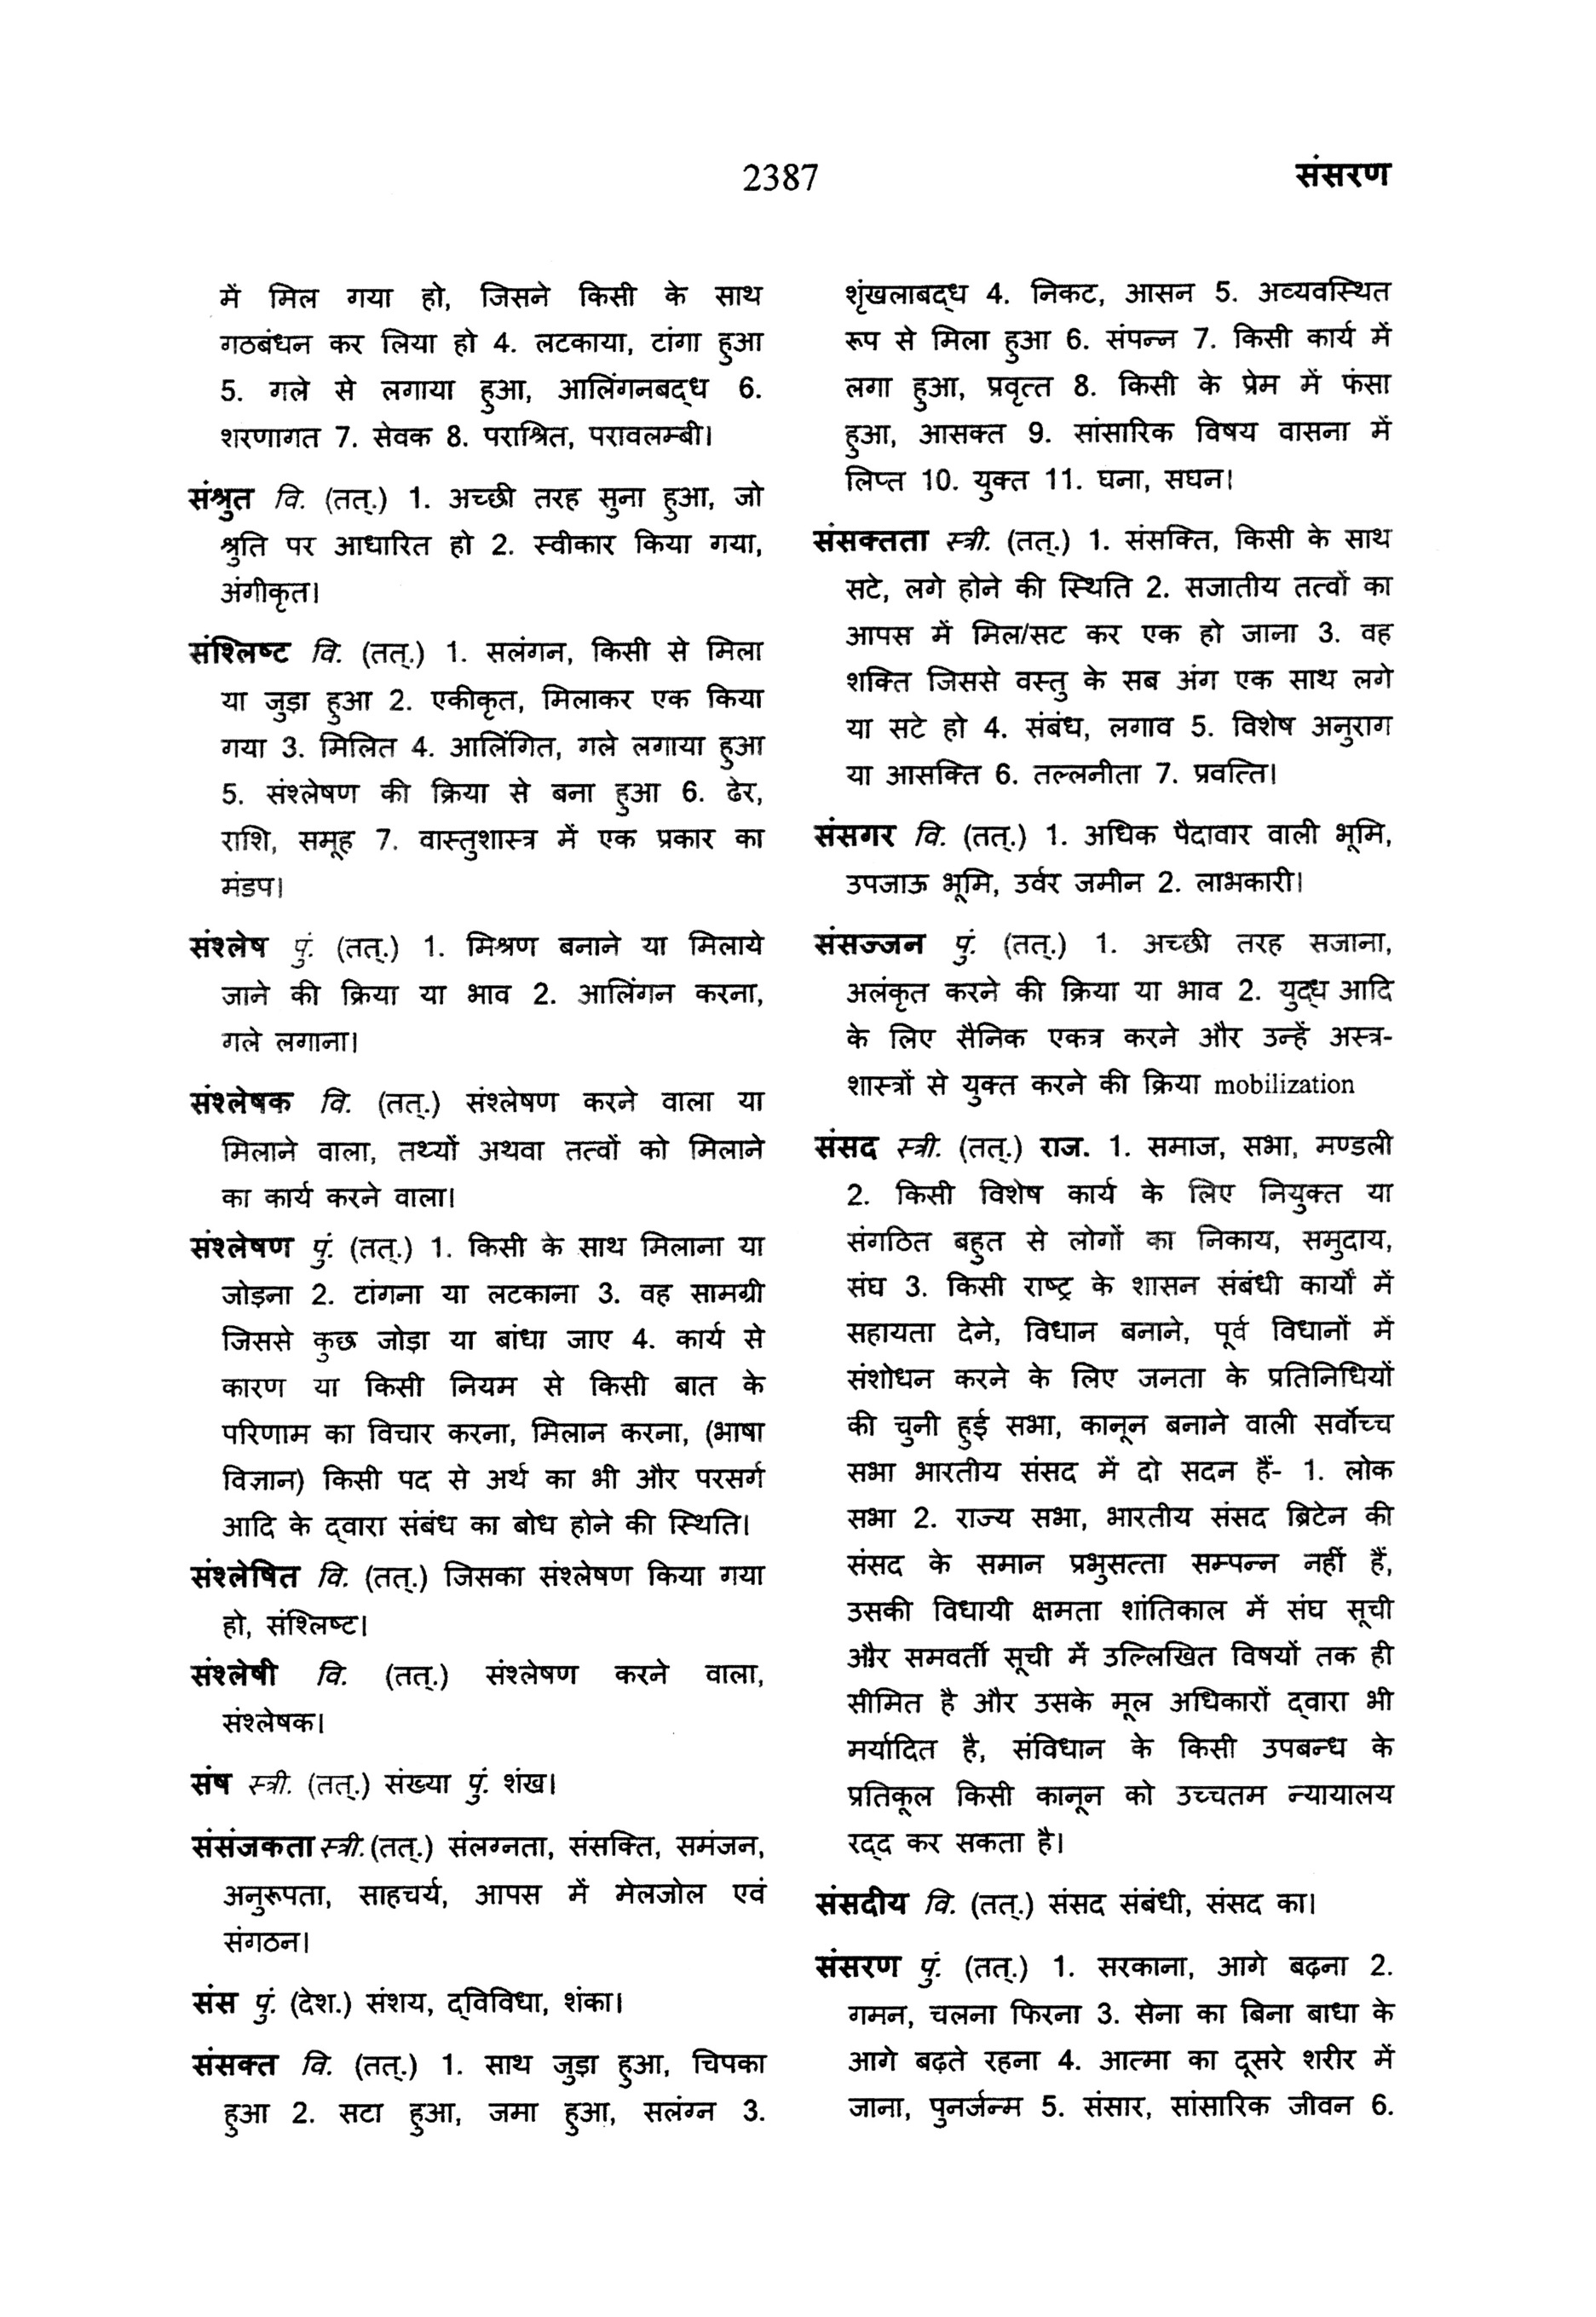 2387
संसरण
में मिल गया हो, जिसने किसी के साथ
गठबंधन कर लिया हो 4. लटकाया, टांगा हुआ
5. गले से लगाया हुआ, आलिंगनबद्ध 6.
शरणागत 7. सेवक 8. पराश्रित, परावलम्बी।
संश्रुत वि. (तत्.) 1. अच्छी तरह सुना हुआ, जो
श्रुति पर आधारित हो 2. स्वीकार किया गया,
अंगीकृत।
संश्लिष्ट वि. (तत्.) 1. सलंगन, किसी से मिला
या जुड़ा हुआ 2. एकीकृत, मिलाकर एक किया
गया 3. मिलित 4. आलिंगित, गले लगाया हुआ
5. संश्लेषण की क्रिया से बना हुआ 6. ढेर,
राशि, समूह 7. वास्तुशास्त्र में एक प्रकार का
मंडप।
संश्लेष पुं. (तत्.) 1. मिश्रण बनाने या मिलाये
जाने की क्रिया या भाव 2. आलिंगन करना,
गले लगाना।
संश्लेषक वि. (तत्.) संश्लेषण करने वाला या
मिलाने वाला, तथ्यों अथवा तत्वों को मिलाने
का कार्य करने वाला।
संश्लेषण पुं. (तत्.) 1. किसी के साथ मिलाना या
जोड़ना 2. टांगना या लटकाना 3. वह सामग्री
जिससे कुछ जोड़ा या बांधा जाए 4. कार्य से
कारण या किसी नियम से किसी बात के
परिणाम का विचार करना, मिलान करना, (भाषा
विज्ञान) किसी पद से अर्थ का भी और परसर्ग
आदि के द्वारा संबंध का बोध होने की स्थिति।
संश्लेषित वि. (तत्.) जिसका संश्लेषण किया गया
हो, संश्लिष्ट।
संश्लेषी वि. (तत्.) संश्लेषण करने वाला,
संश्लेषक।
संष स्त्री. (तत्.) संख्या पुं. शंख।
संसंजकता स्त्री. (तत्.) संलग्नता, संसक्ति, समंजन,
अनुरूपता, साहचर्य, आपस में मेलजोल एवं
संगठन।
संस पुं. (देश.) संशय, द्विविधा, शंका।
संसक्त वि. (तत्.) 1. साथ जुड़ा हुआ, चिपका
हुआ 2. सटा हुआ, जमा हुआ, सलंग्न 3.
शृंखलाबद्ध 4. निकट, आसन 5. अव्यवस्थित
रूप से मिला हुआ 6. संपन्न 7. किसी कार्य में
लगा हुआ, प्रवृत्त 8. किसी के प्रेम में फंसा
हुआ, आसक्त 9. सांसारिक विषय वासना में
लिप्त 10. युक्त 11. घना, सघन।
संसक्तता स्त्री. (तत्.) 1. संसक्ति, किसी के साथ
सटे, लगे होने की स्थिति 2. सजातीय तत्वों का
आपस में मिल/सट कर एक हो जाना 3. वह
शक्ति जिससे वस्तु के सब अंग एक साथ लगे
या सटे हो 4. संबंध, लगाव 5. विशेष अनुराग
या आसक्ति 6. तल्लनीता 7. प्रवत्ति।
संसगर वि. (तत्.) 1. अधिक पैदावार वाली भूमि,
उपजाऊ भूमि, उर्वर जमीन 2. लाभकारी।
संसज्जन पुं. (तत्.) 1. अच्छी तरह सजाना,
अलंकृत करने की क्रिया या भाव 2. युद्ध आदि
के लिए सैनिक एकत्र करने और उन्हें अस्त्र-
शास्त्रों से युक्त करने की क्रिया mobilization
संसद स्त्री. (तत्.) राज. 1. समाज, सभा, मण्डली
2. किसी विशेष कार्य के लिए नियुक्त या
संगठित बहुत से लोगों का निकाय, समुदाय,
संघ 3. किसी राष्ट्र के शासन संबंधी कार्यों में
सहायता देने, विधान बनाने, पूर्व विधानों में
संशोधन करने के लिए जनता के प्रतिनिधियों
की चुनी हुई सभा, कानून बनाने वाली सर्वोच्च
सभा भारतीय संसद में दो सदन हैं- 1. लोक
सभा 2. राज्य सभा, भारतीय संसद ब्रिटेन की
संसद के समान प्रभुसत्ता सम्पन्न नहीं हैं,
उसकी विधायी क्षमता शांतिकाल में संघ सूची
और समवर्ती सूची में उल्लिखित विषयों तक ही
सीमित है और उसके मूल अधिकारों द्वारा भी
मर्यादित है, संविधान के किसी उपबन्ध के
प्रतिकूल किसी कानून को उच्चतम न्यायालय
रद्द कर सकता है।
संसदीय वि. (तत्.) संसद संबंधी, संसद का।
संसरण पुं. (तत्.) 1. सरकाना, आगे बढ़ना 2.
गमन, चलना फिरना 3. सेना का बिना बाधा के
आगे बढ़ते रहना 4. आत्मा का दूसरे शरीर में
जाना, पुनर्जन्म 5. संसार, सांसारिक जीवन 6.